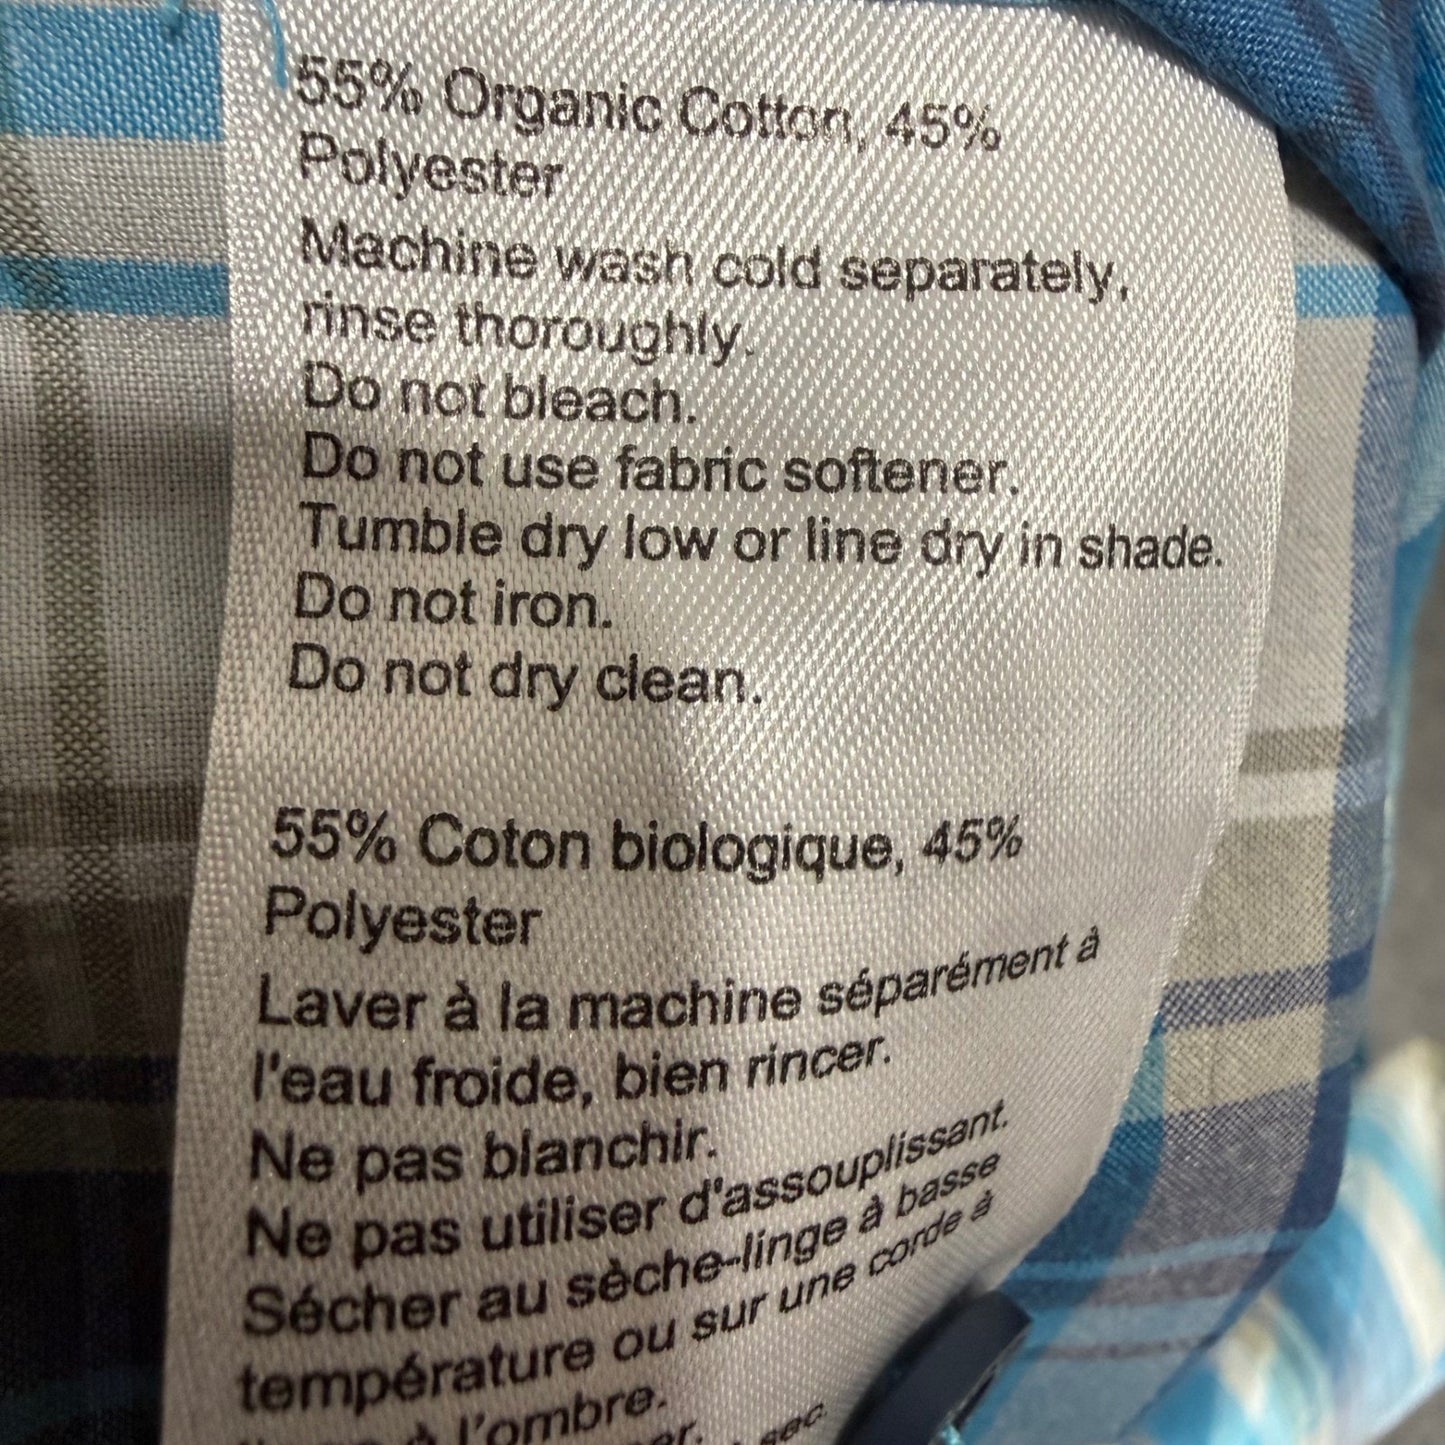 55% Organic Cotton, 45%
Polyester
Machine wash cold separately,
rinse thoroughly.
Do not bleach.
Do not use fabric softener.
Tumble dry low or line dry in shade.
Do not iron.
Do not dry clean.
55% Coton biologique, 45%
Polyester
Laver à la machine séparément à
l'eau froide, bien rincer.
Ne pas blanchir.
Ne pas utiliser d'assouplissant.
Sécher au sèche-linge à basse
température ou sur une corde à
à l'ombre.
sec.